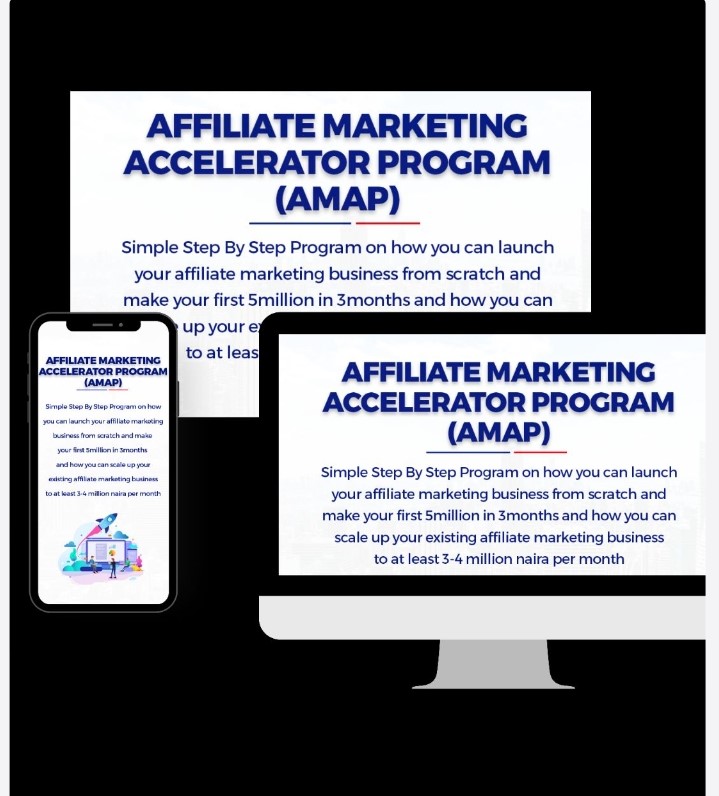 AFFILIATE MARKETING
ACCELERATOR PROGRAM
(AMAP)
Simple Step By Step Program on how you can launch
your affiliate marketing business from scratch and
make your first 5million in 3months and how you can
up your
to at
AFFILIATE MARKETING
ACCELERATOR PROGRAM
(AMAP)
Simple Step By Step Program on how
you can launch your affiliate marketing
business from scratch and make
your first 5million in 3months
and how you can scale up your
existing affiliate marketing business
to at least 3-4 million naira per month
AFFILIATE MARKETING
ACCELERATOR PROGRAM
(AMAP)
Simple Step By Step Program on how you can launch
your affiliate marketing business from scratch and
make your first 5million in 3months and how you can
scale up your existing affiliate marketing business
to at least 3-4 million naira per month